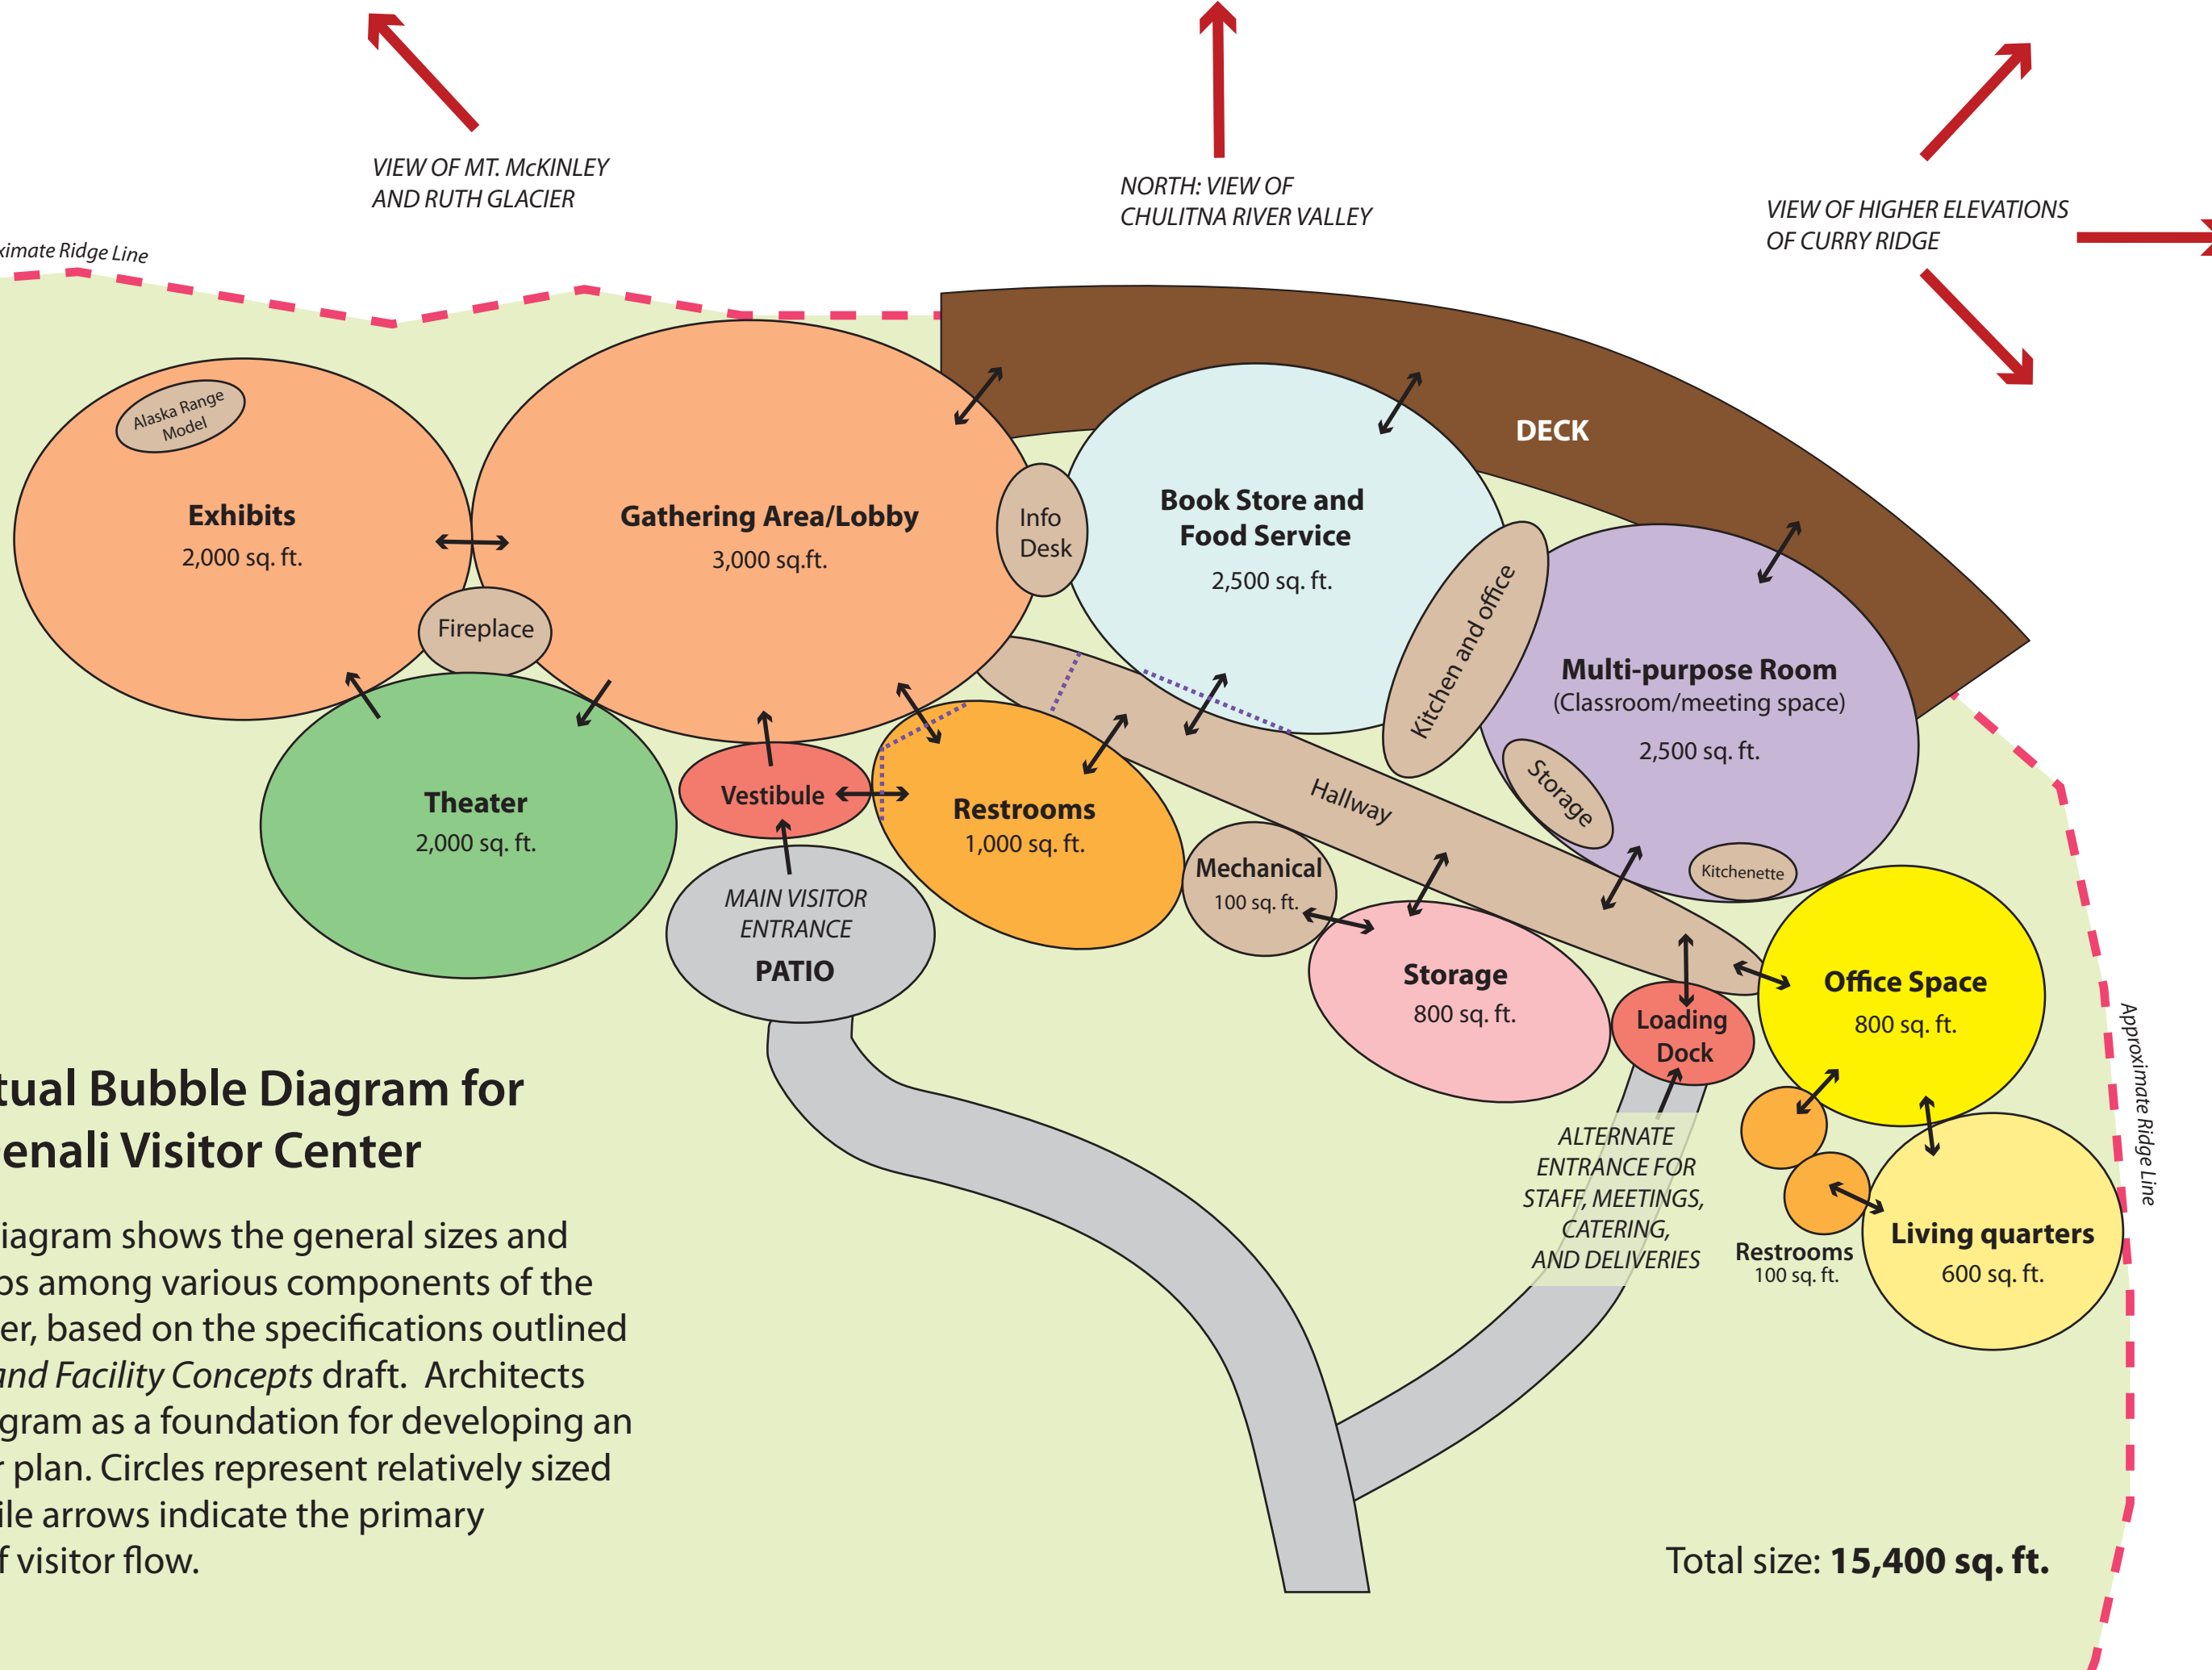 VIEW OF MT. McKINLEY
AND RUTH GLACIER
NORTH: VIEW OF
CHULITNA RIVER VALLEY
VIEW OF HIGHER ELEVATIONS
OF CURRY RIDGE
ximate Ridge Line
DECK
Alaska Range
Model
Exhibits
2,000 sq. ft.
Gathering Area/Lobby
3,000 sq.ft.
Info
Desk
Book Store and
Food Service
2,500 sq. ft.
Kitchen and office
Fireplace
Multi-purpose Room
(Classroom/meeting space)
2,500 sq. ft.
Storage
Kitchenette
Theater
2,000 sq. ft.
Vestibule
Restrooms
1,000 sq. ft.
Hallway
Mechanical
100 sq. ft.
MAIN VISITOR
ENTRANCE
PATIO
Storage
800 sq. ft.
Loading
Dock
Office Space
800 sq. ft.
Approximate Ridge Line
ALTERNATE
ENTRANCE FOR
STAFF, MEETINGS,
CATERING,
AND DELIVERIES
Restrooms
100 sq. ft.
Living quarters
600 sq. ft.
tual Bubble Diagram for
enali Visitor Center
iagram shows the general sizes and
ps among various components of the
er, based on the specifications outlined
and Facility Concepts draft.  Architects
gram as a foundation for developing an
r plan. Circles represent relatively sized
ile arrows indicate the primary
f visitor flow.
Total size: 15,400 sq. ft.